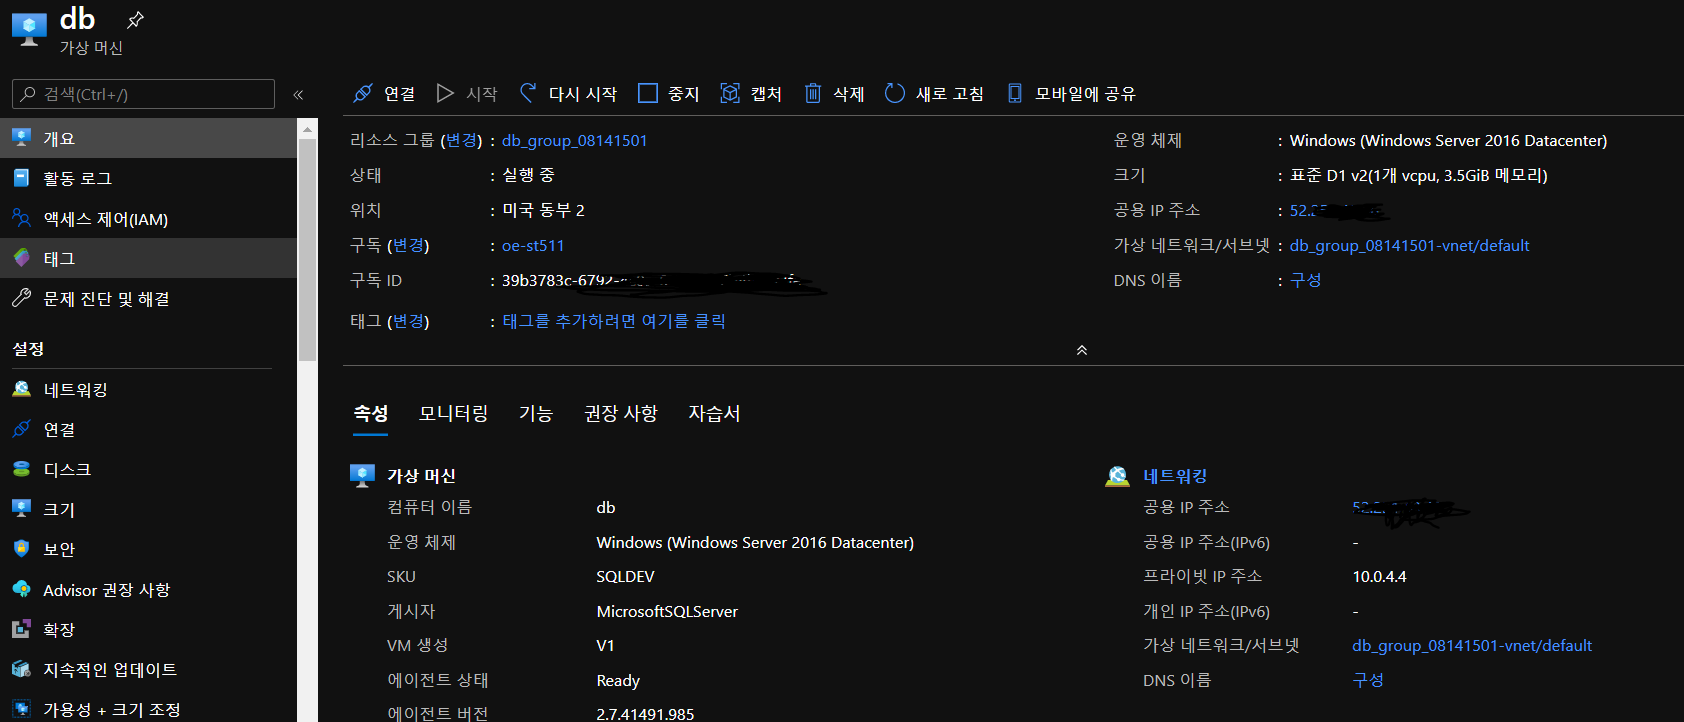 db
가상 머신
검색(Ctrl+/)
«
개요
활동 로그
액세스 제어(IAM)
태그
문제 진단 및 해결
설정
네트워킹
연결
디스크
크기
보안
Advisor 권장 사항
확장
지속적인 업데이트
가용성 + 크기 조정
연결 시작 다시 시작 중지 캡처 삭제 새로 고침 모바일에 공유
리소스 그룹 (변경) : db_group_08141501
상태 : 실행 중
위치 : 미국 동부 2
구독 (변경) : oe-st511
구독 ID : 39b3783c-6792-
태그 (변경) : 태그를 추가하려면 여기를 클릭
운영 체제 : Windows (Windows Server 2016 Datacenter)
크기 : 표준 D1 v2(1개 vcpu, 3.5GiB 메모리)
공용 IP 주소 : 52.
가상 네트워크/서브넷 : db_group_08141501-vnet/default
DNS 이름 : 구성
속성 모니터링 기능 권장 사항 자습서
가상 머신
컴퓨터 이름 db
운영 체제 Windows (Windows Server 2016 Datacenter)
SKU SQLDEV
게시자 MicrosoftSQLServer
VM 생성 V1
에이전트 상태 Ready
에이전트 버전 2.7.41491.985
네트워킹
공용 IP 주소 52.
공용 IP 주소(IPv6) -
프라이빗 IP 주소 10.0.4.4
개인 IP 주소(IPv6) -
가상 네트워크/서브넷 db_group_08141501-vnet/default
DNS 이름 구성